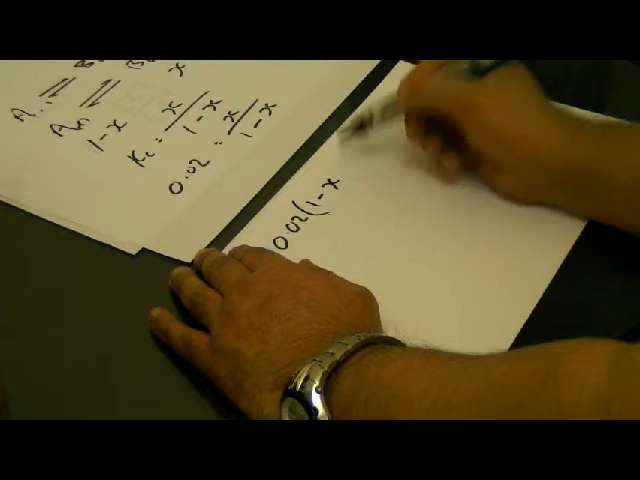 A ⇌ B
1-x x
Kc = x/1-x
0.02 = x/1-x
0.02(1-x